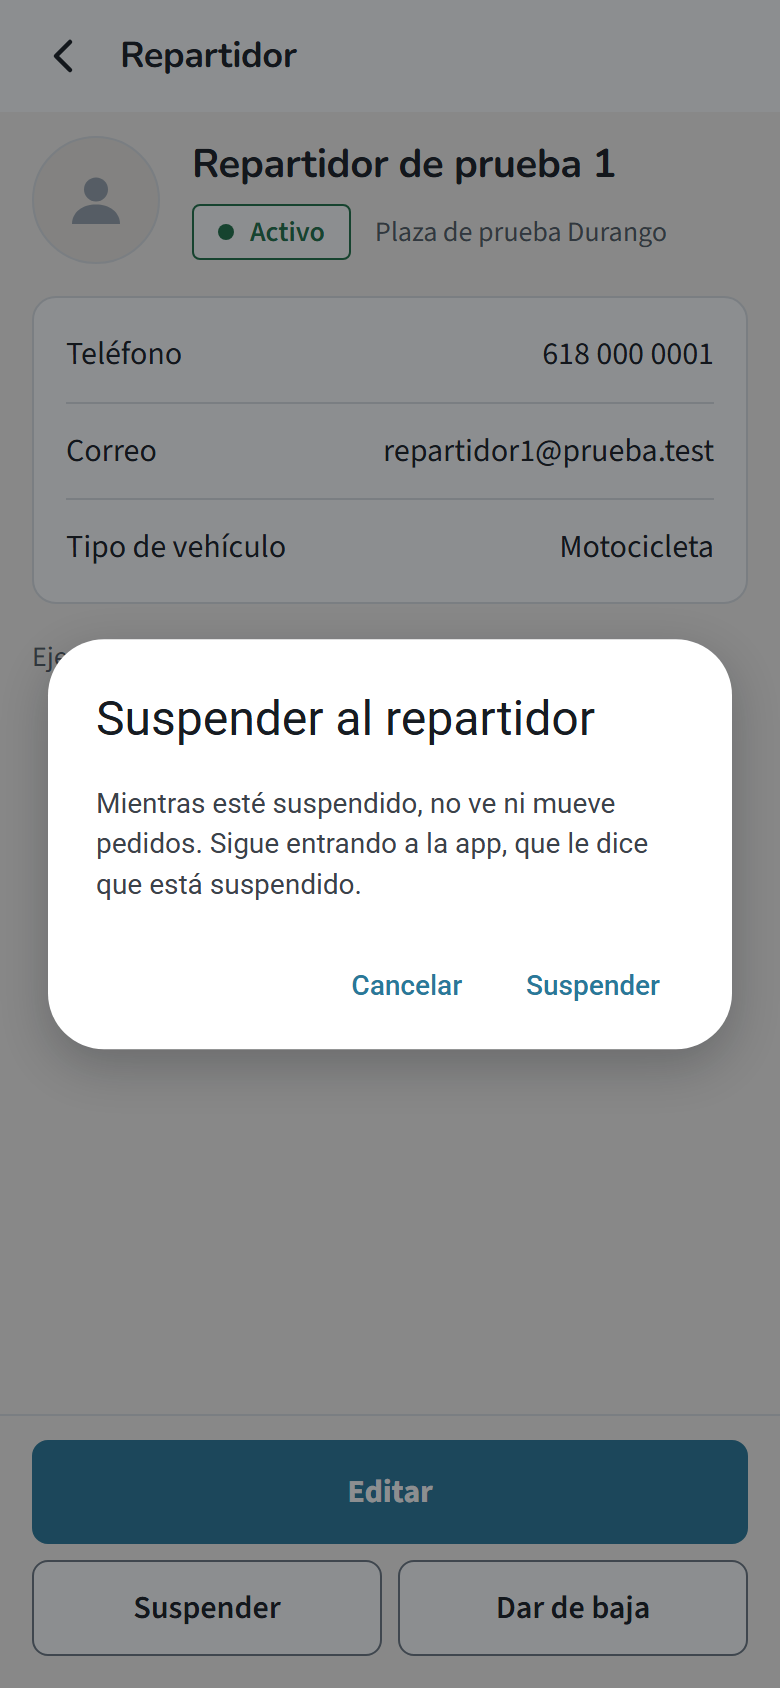 Repartidor
Repartidor de prueba 1
Activo
Plaza de prueba Durango
Teléfono
618 000 0001
Correo
repartidor1@prueba.test
Tipo de vehículo
Motocicleta
Suspender al repartidor
Mientras esté suspendido, no ve ni mueve
pedidos. Sigue entrando a la app, que le dice
que está suspendido.
Cancelar
Suspender
Editar
Suspender
Dar de baja